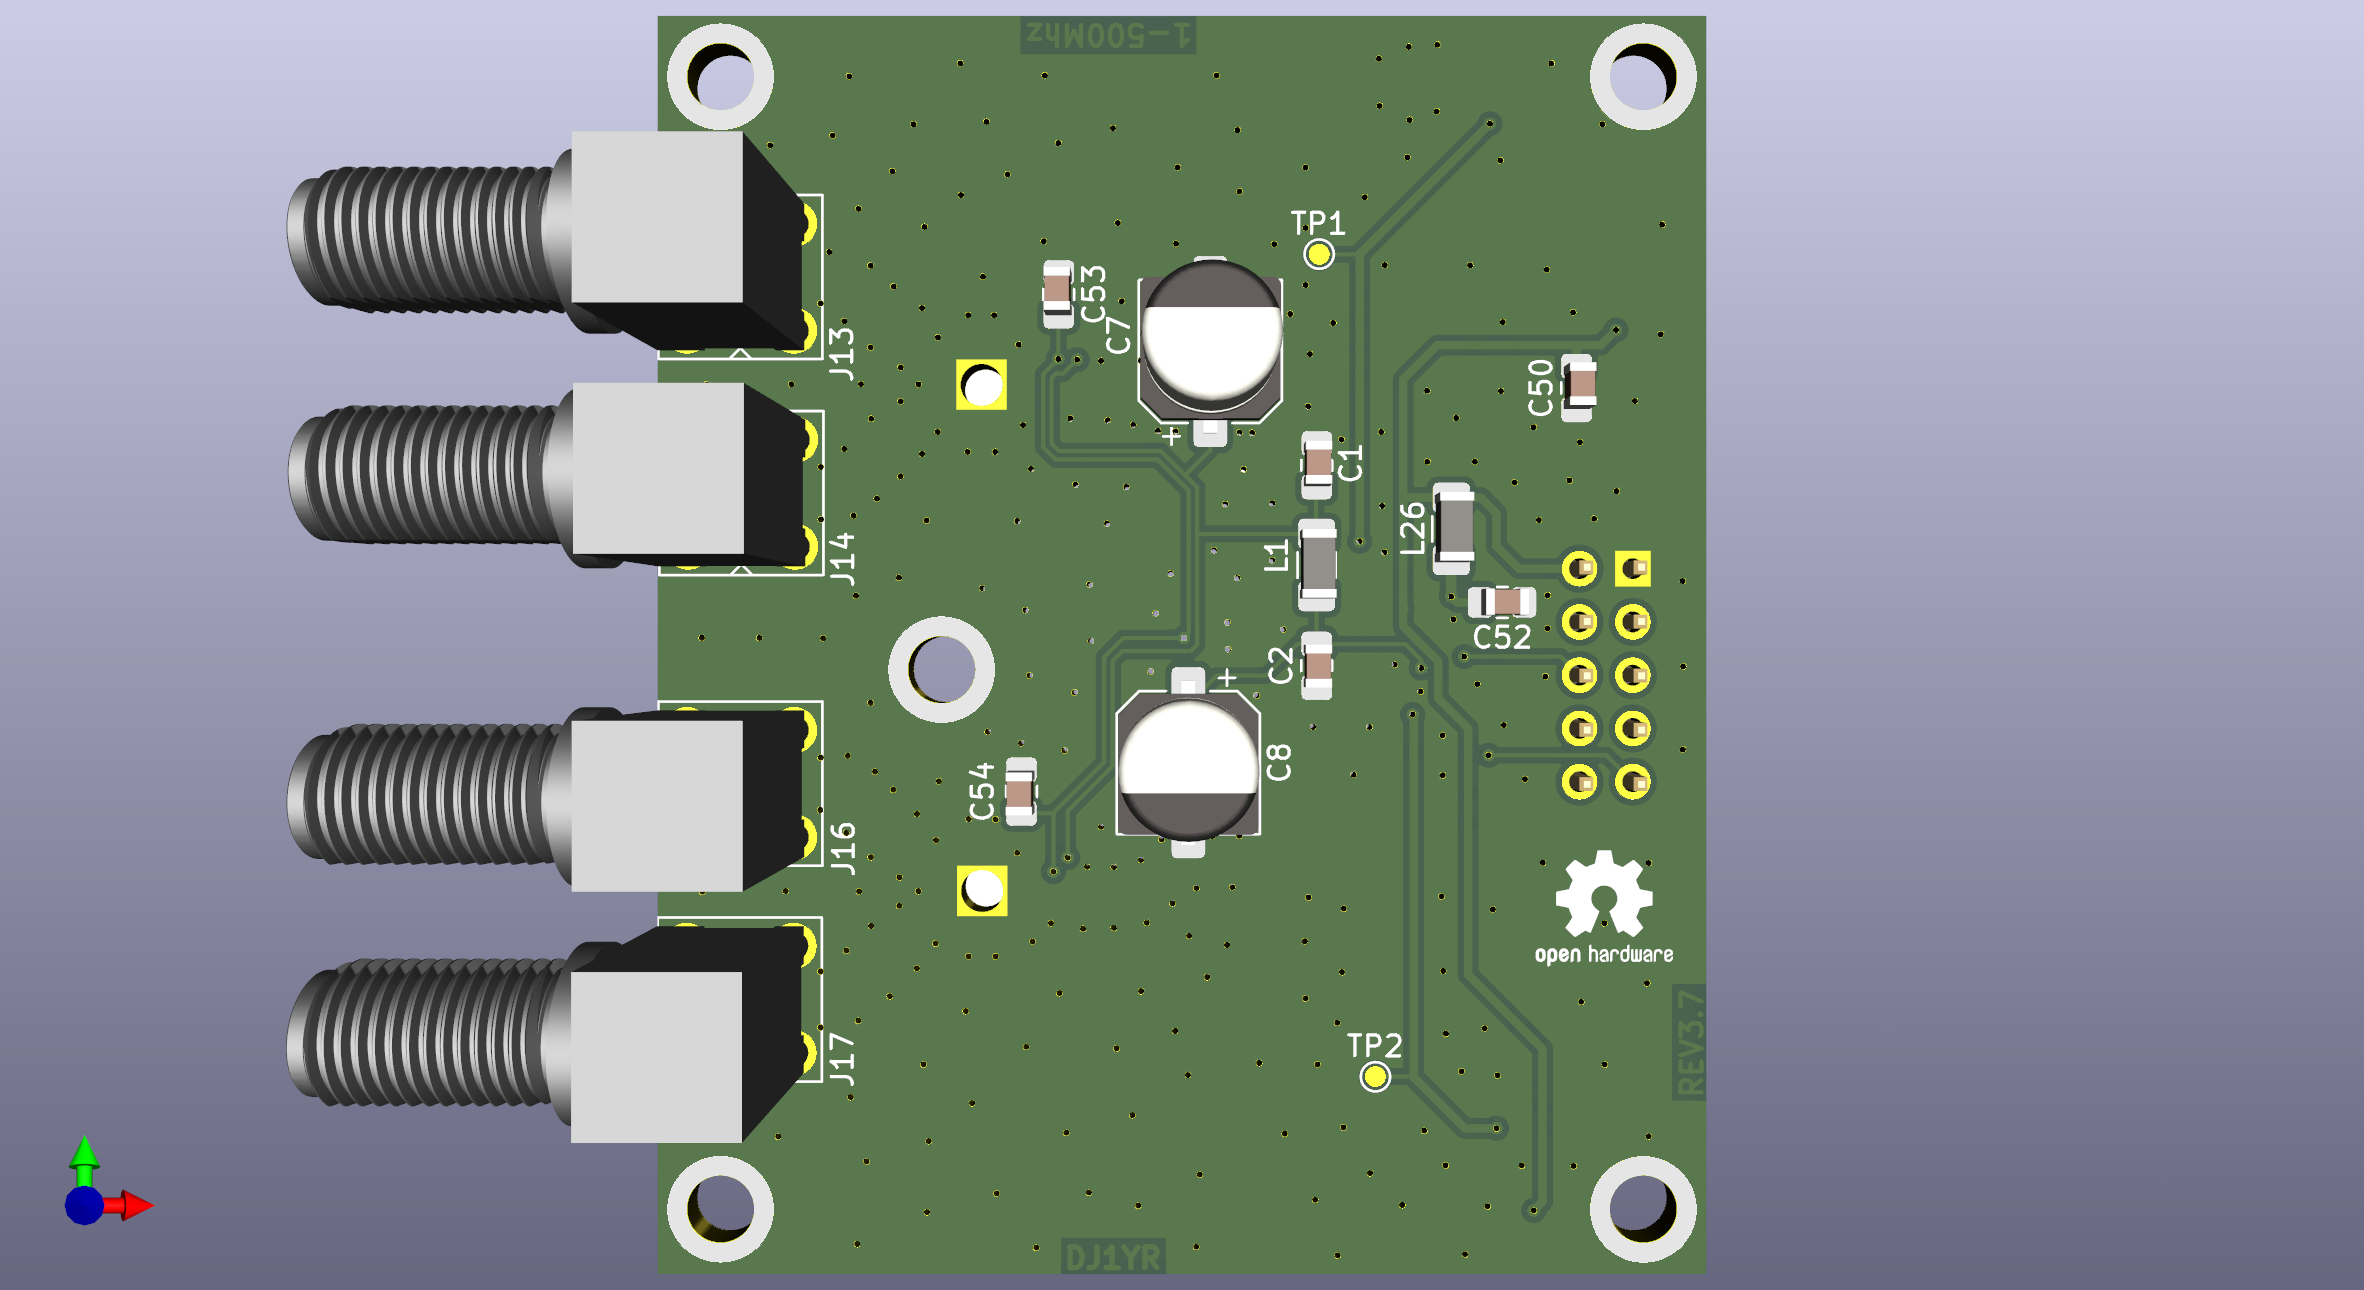 1-500Mhz
TP1
C53
C7
J13
C50
+
C1
L26
J14
L1
C52
C2
+
C8
C54
J16
open hardware
REV3.7
TP2
J17
DJ1YR